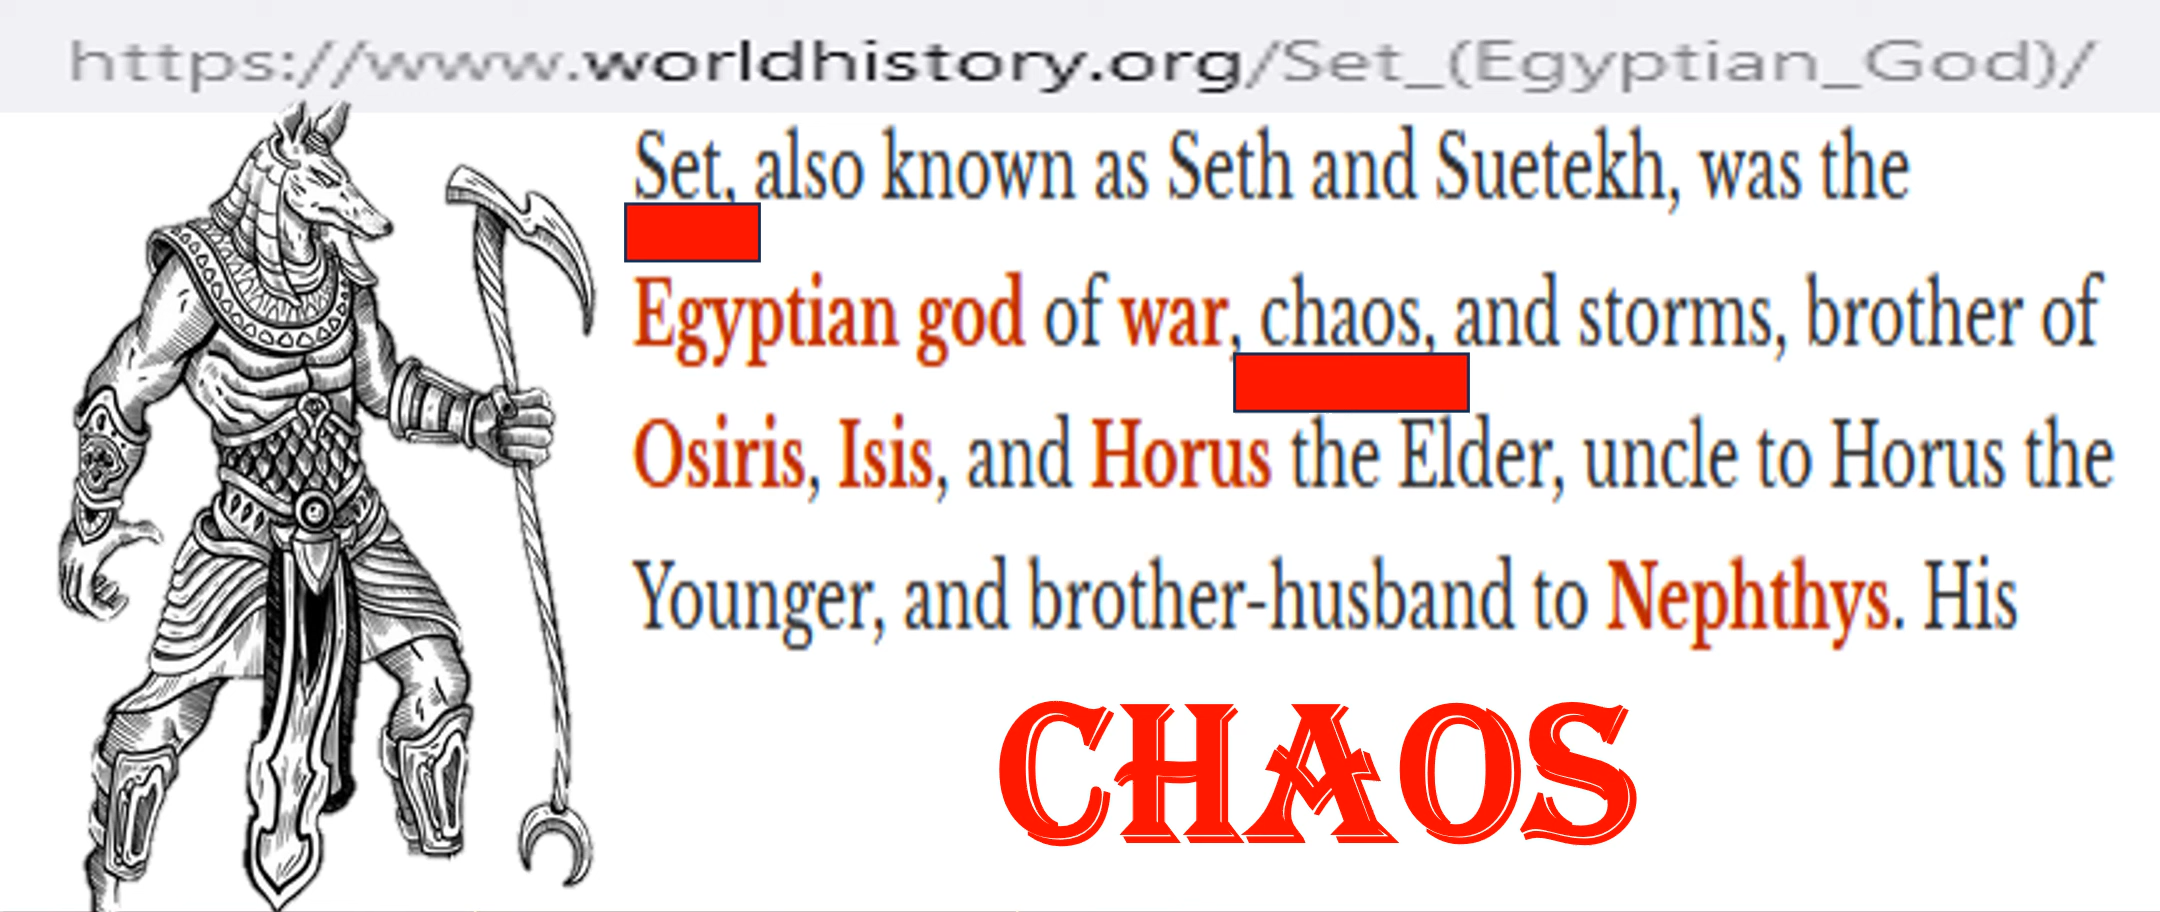 https://www.worldhistory.org/Set_(Egyptian_God)/
Set, also known as Seth and Suetekh, was the
Egyptian god of war, chaos, and storms, brother of
Osiris, Isis, and Horus the Elder, uncle to Horus the
Younger, and brother-husband to Nephthys. His
CHAOS